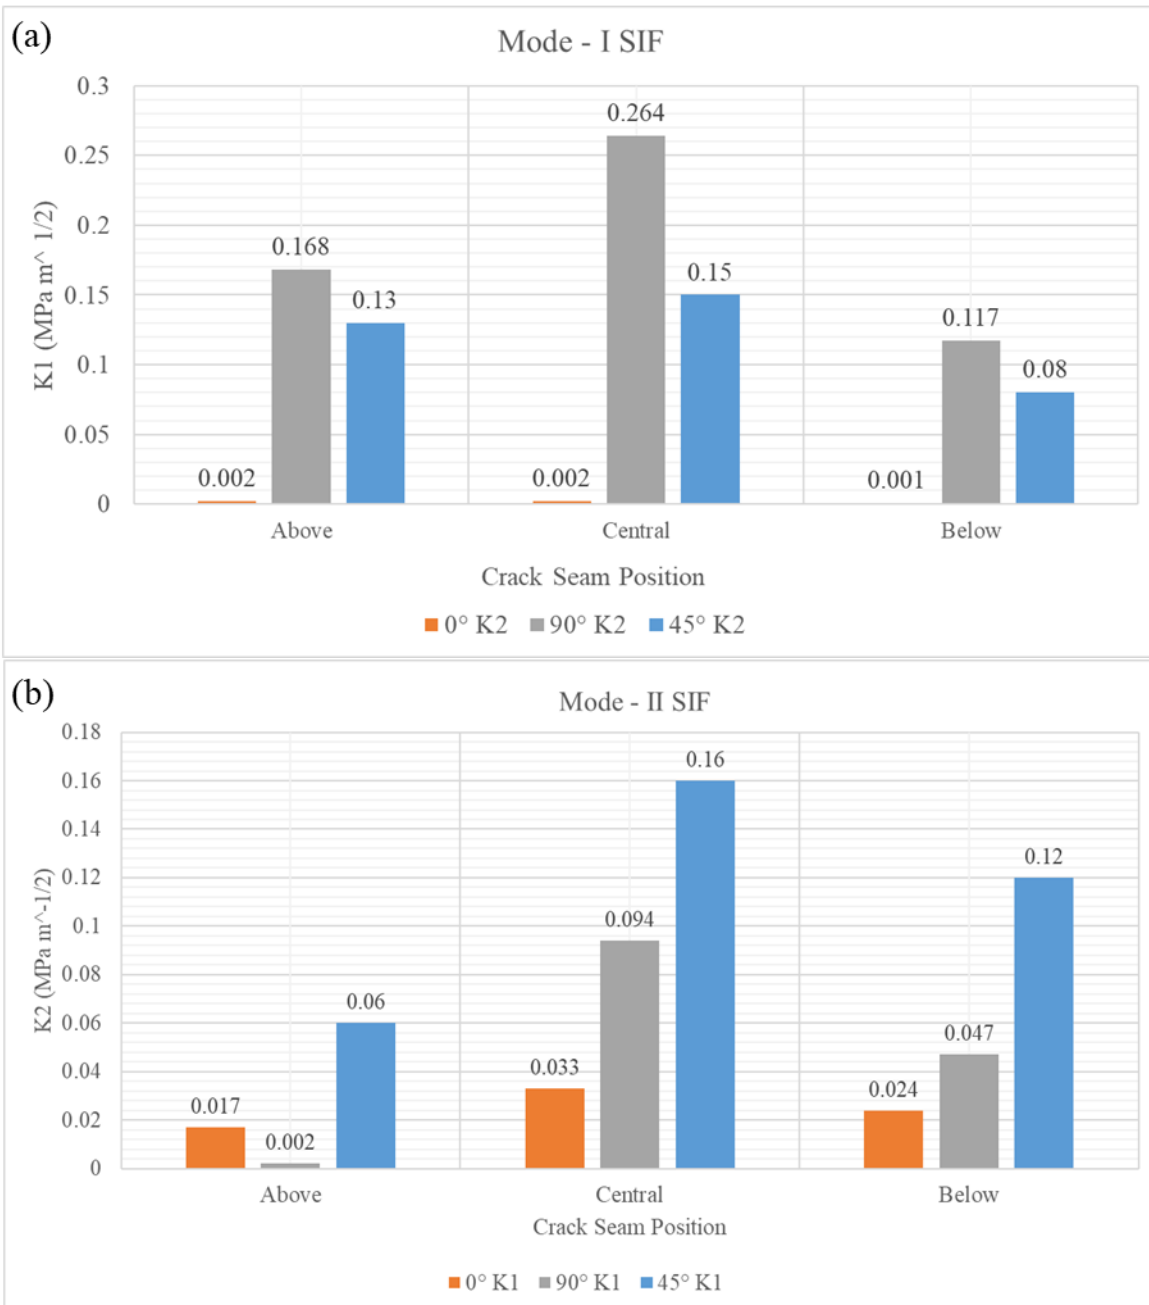 (a)
Mode - I SIF
K1 (MPa m^ 1/2)
0.3
0.25
0.2
0.15
0.1
0.05
0
0.002
0.168
0.13
0.002
0.264
0.15
0.001
0.117
0.08
Above
Central
Below
Crack Seam Position
0° K2
90° K2
45° K2
(b)
Mode - II SIF
K2 (MPa m^-1/2)
0.18
0.16
0.14
0.12
0.1
0.08
0.06
0.04
0.02
0
0.017
0.002
0.06
0.033
0.094
0.16
0.024
0.047
0.12
Above
Central
Below
Crack Seam Position
0° K1
90° K1
45° K1